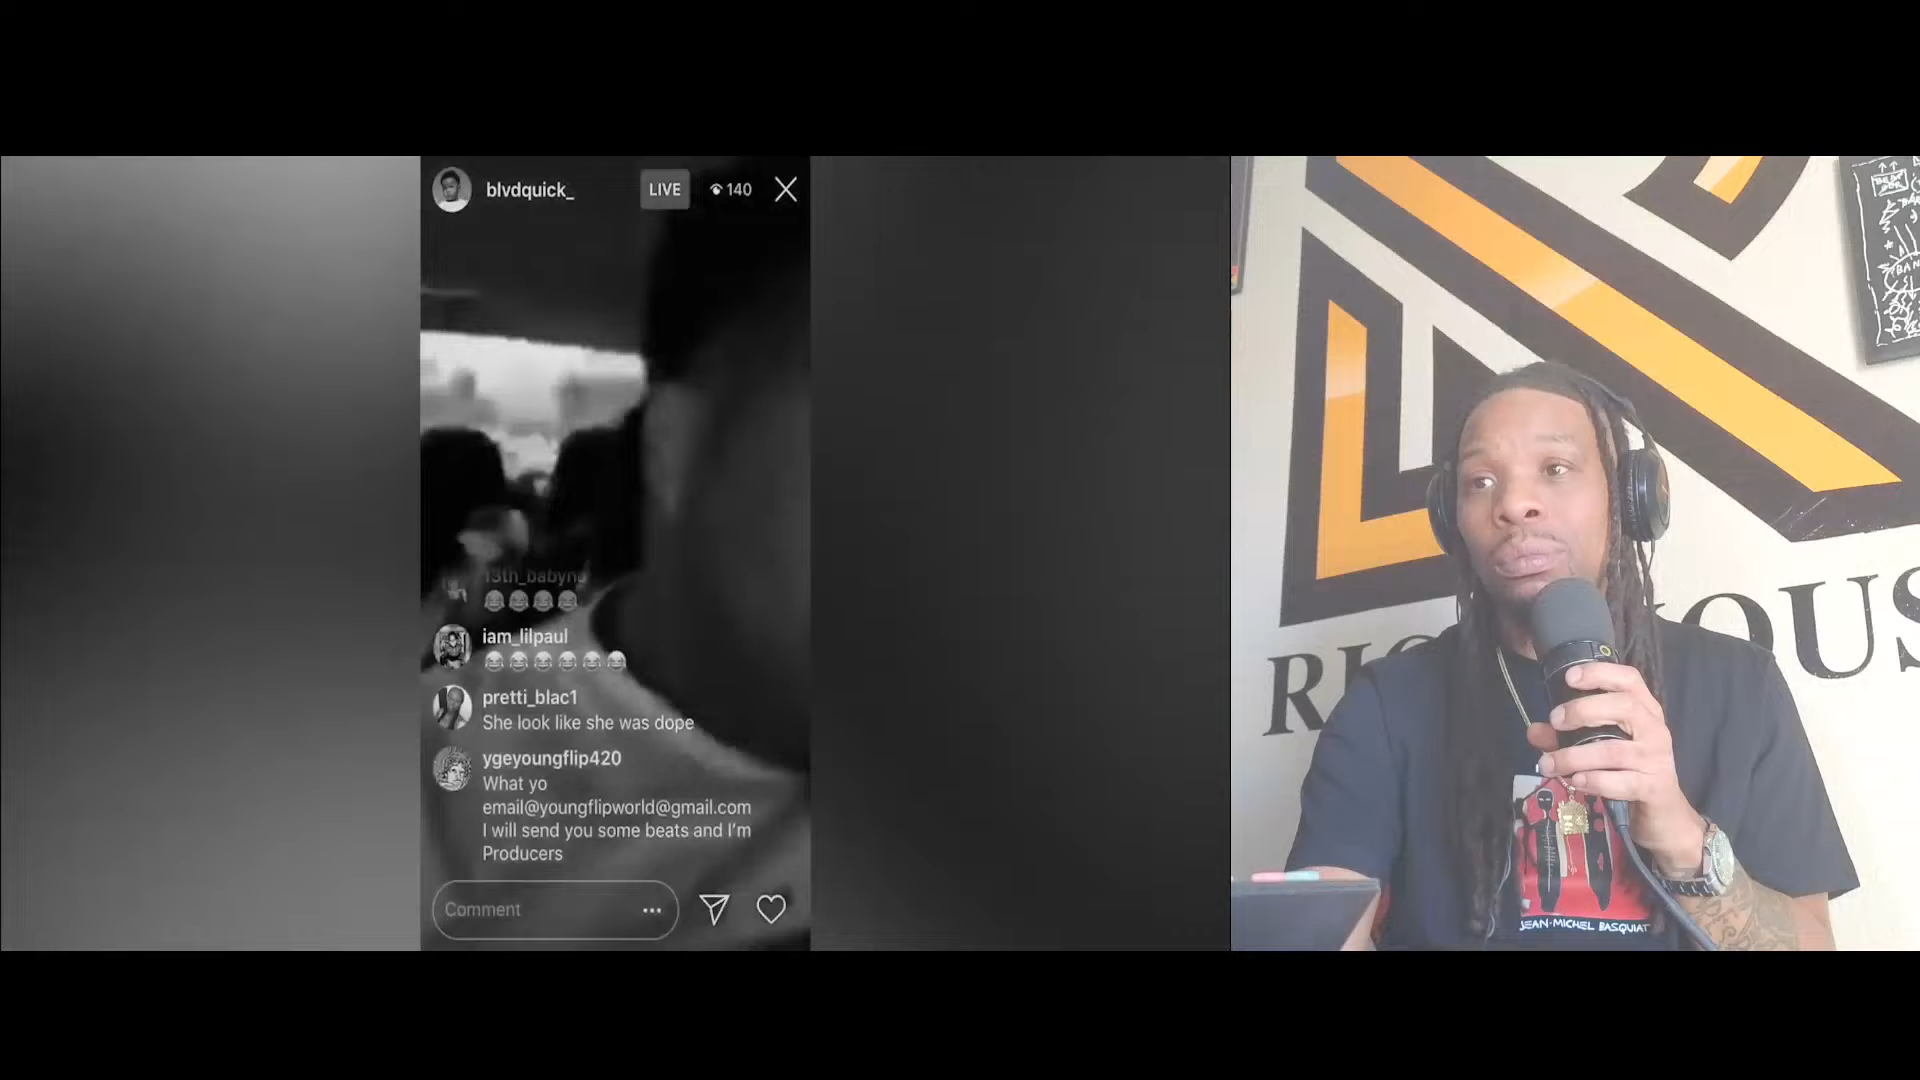 blvdquick_
LIVE
140
13th_babynd
iam_lilpaul
pretti_blac1
She look like she was dope
ygeyoungflip420
What yo
email@youngflipworld@gmail.com
I will send you some beats and I'm
Producers
Comment
JEAN-MICHEL BASQUIAT